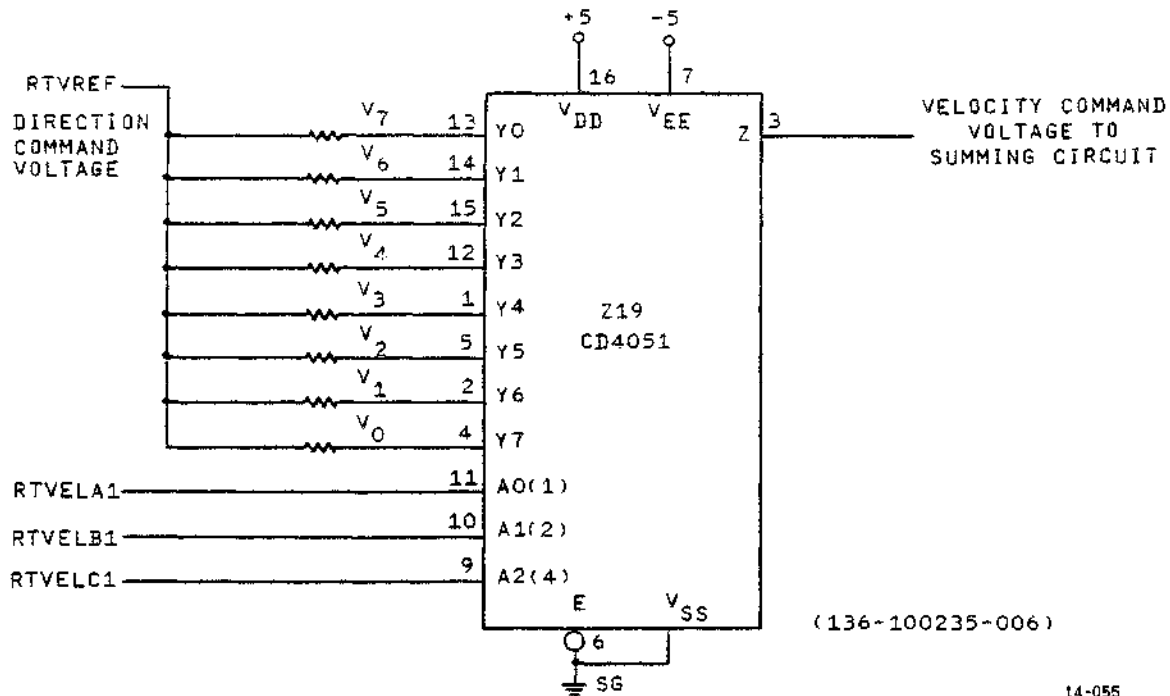 +5
-5
16
7
RTVREF
DIRECTION
COMMAND
VOLTAGE
V7
13
Y0
VDD
VEE
Z
3
VELOCITY COMMAND
VOLTAGE TO
SUMMING CIRCUIT
V6
14
Y1
V5
15
Y2
V4
12
Y3
V3
1
Y4
Z19
CD4051
V2
5
Y5
V1
2
Y6
V0
4
Y7
RTVELA1
11
A0(1)
RTVELB1
10
A1(2)
RTVELC1
9
A2(4)
E
VSS
6
SG
(136-100235-006)
14-055